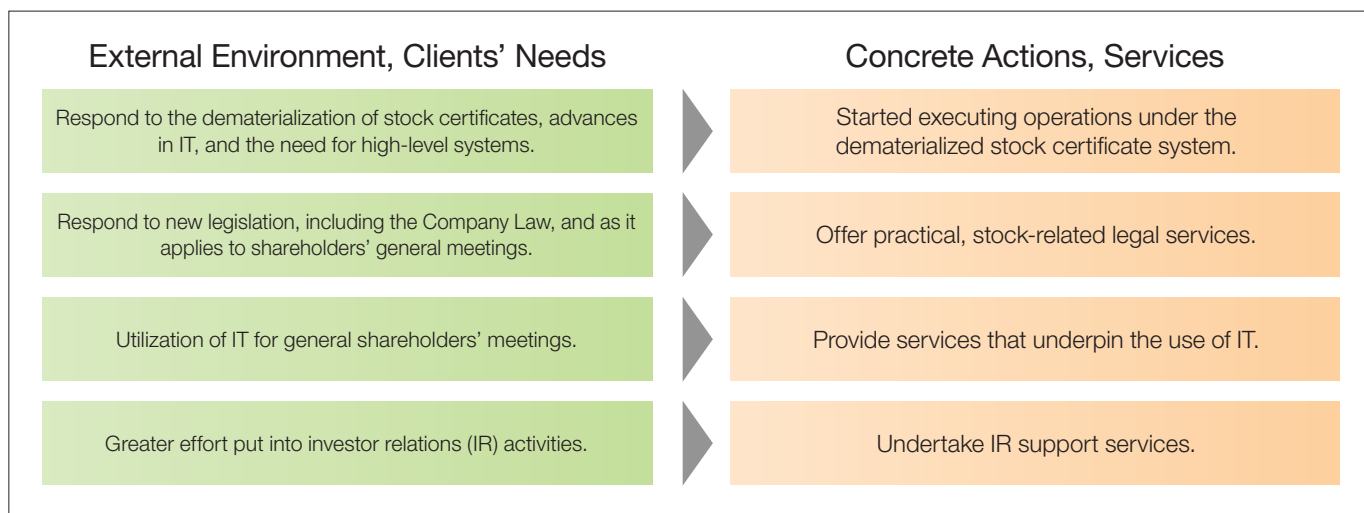 External Environment, Clients’ Needs
Concrete Actions, Services
Respond to the dematerialization of stock certificates, advances
in IT, and the need for high-level systems.
Started executing operations under the
dematerialized stock certificate system.
Respond to new legislation, including the Company Law, and as it
applies to shareholders’ general meetings.
Offer practical, stock-related legal services.
Utilization of IT for general shareholders’ meetings.
Provide services that underpin the use of IT.
Greater effort put into investor relations (IR) activities.
Undertake IR support services.